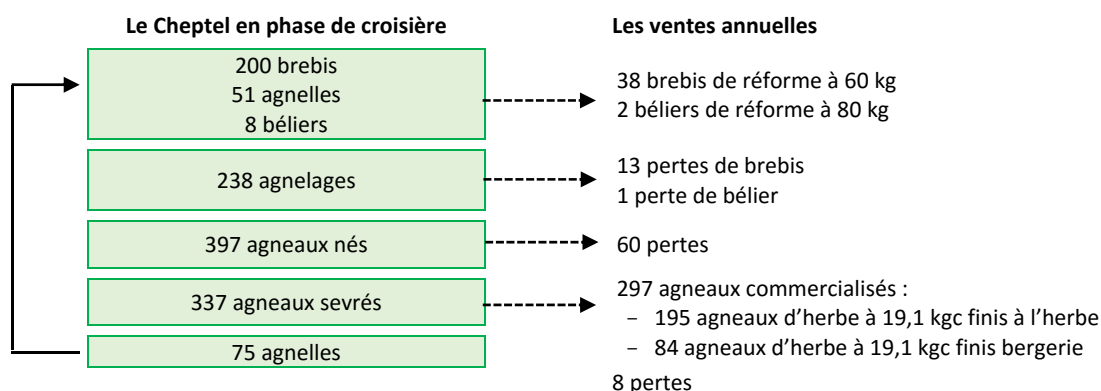 Le Cheptel en phase de croisière
200 brebis
51 agnelles
8 béliers
238 agnelages
397 agneaux nés
337 agneaux sevrés
75 agnelles
Les ventes annuelles
38 brebis de réforme à 60 kg
2 béliers de réforme à 80 kg
13 pertes de brebis
1 perte de bélier
60 pertes
297 agneaux commercialisés :
− 195 agneaux d’herbe à 19,1 kgc finis à l’herbe
− 84 agneaux d’herbe à 19,1 kgc finis bergerie
8 pertes